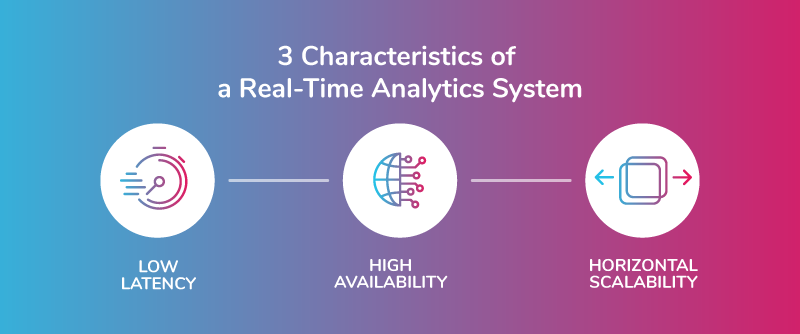 3 Characteristics of
a Real-Time Analytics System
LOW
LATENCY
HIGH
AVAILABILITY
HORIZONTAL
SCALABILITY